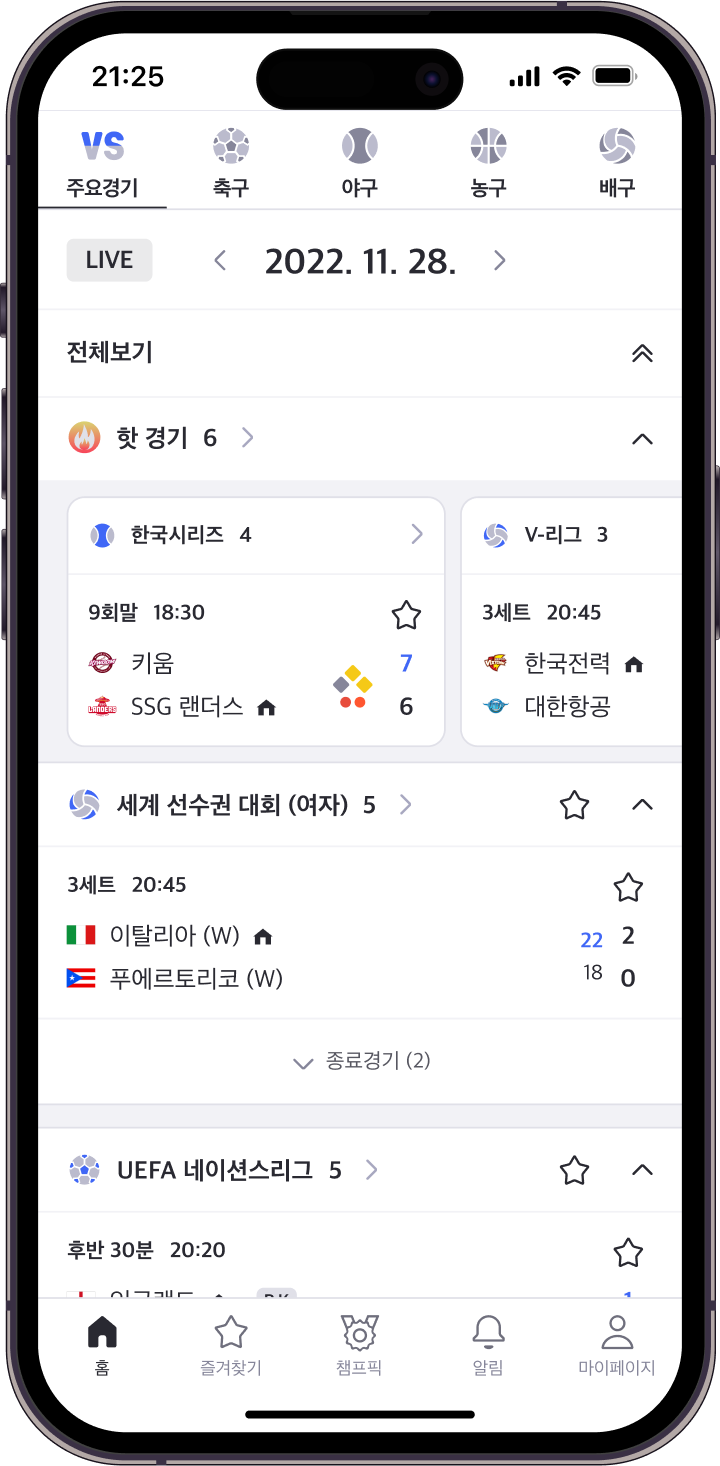 21:25
VS
주요경기 축구 야구 농구 배구
LIVE 2022. 11. 28.
전체보기
핫 경기 6
한국시리즈 4
9회말 18:30
키움 7
SSG 랜더스 6
V-리그 3
3세트 20:45
한국전력
대한항공
세계 선수권 대회 (여자) 5
3세트 20:45
이탈리아 (W) 22 2
푸에르토리코 (W) 18 0
종료경기 (2)
UEFA 네이션스리그 5
후반 30분 20:20
홈 즐겨찾기 챔프픽 알림 마이페이지